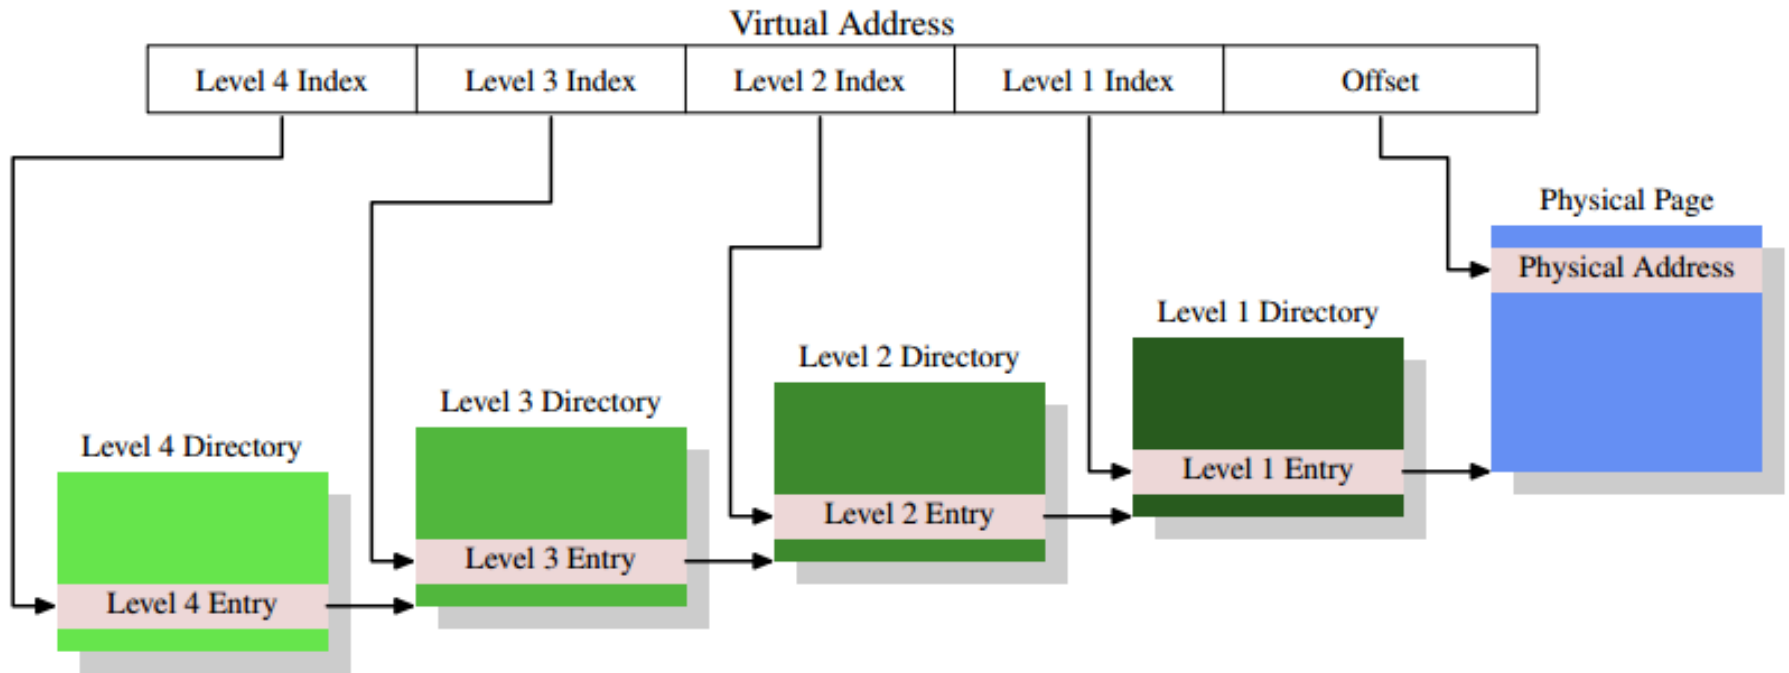 Virtual Address
Level 4 Index
Level 3 Index
Level 2 Index
Level 1 Index
Offset
Physical Page
Physical Address
Level 1 Directory
Level 2 Directory
Level 3 Directory
Level 4 Directory
Level 1 Entry
Level 2 Entry
Level 3 Entry
Level 4 Entry